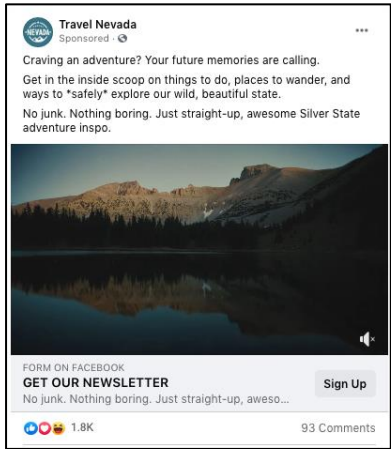 NEVADA
Travel Nevada
Sponsored ·
Craving an adventure? Your future memories are calling.
Get in the inside scoop on things to do, places to wander, and
ways to *safely* explore our wild, beautiful state.
No junk. Nothing boring. Just straight-up, awesome Silver State
adventure inspo.
FORM ON FACEBOOK
GET OUR NEWSLETTER
No junk. Nothing boring. Just straight-up, aweso...
Sign Up
1.8K
93 Comments